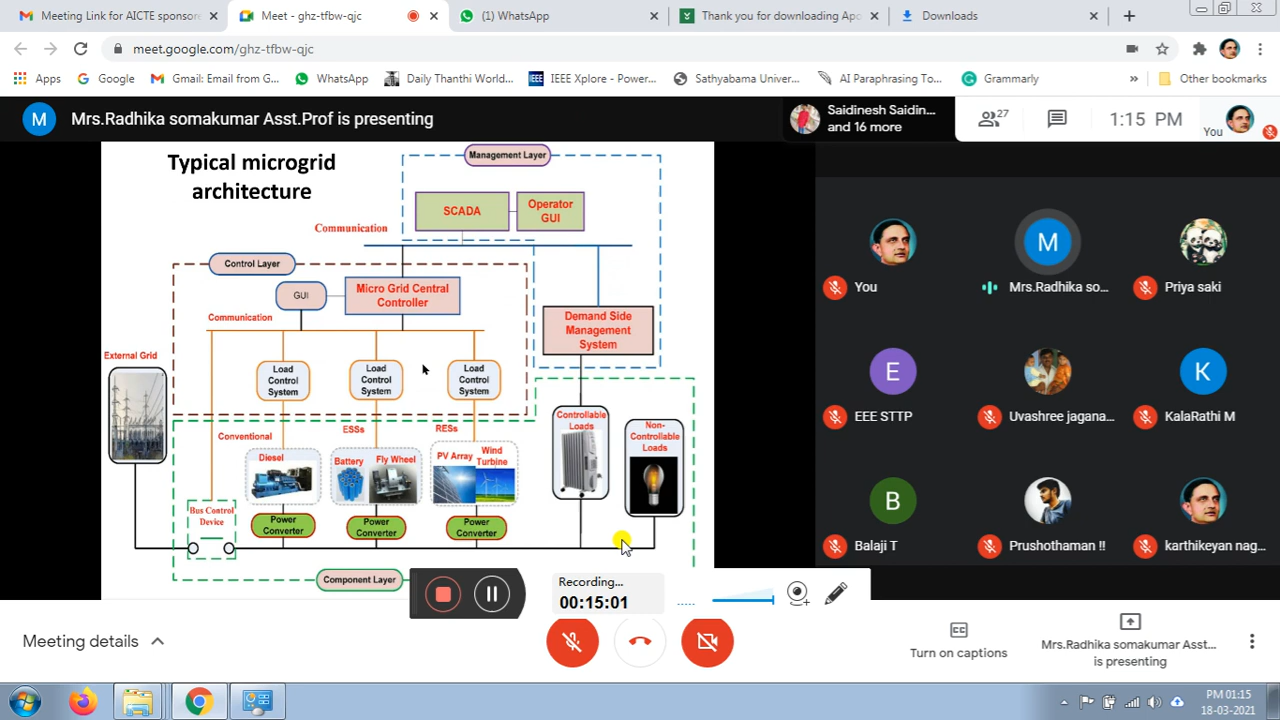 Meeting Link for AICTE sponsore
Meet - ghz-tfbw-qjc
(1) WhatsApp
Thank you for downloading Apo
Downloads
meet.google.com/ghz-tfbw-qjc
Apps
Google
Gmail: Email from G...
WhatsApp
Daily Thanthi World...
IEEE Xplore - Power...
Sathyabama Univer...
AI Paraphrasing To...
Grammarly
»
Other bookmarks
M
Mrs.Radhika somakumar Asst.Prof is presenting
Saidinesh Saidin...
and 16 more
27
1:15 PM
You
Typical microgrid
architecture
Management Layer
SCADA
Operator
GUI
Communication
Control Layer
GUI
Micro Grid Central
Controller
Communication
Demand Side
Management
System
External Grid
Load
Control
System
Load
Control
System
Load
Control
System
Conventional
ESSs
RESs
Controllable
Loads
Non-
Controllable
Loads
Diesel
Battery
Fly Wheel
PV Array
Wind
Turbine
Bus Control
Device
Power
Converter
Power
Converter
Power
Converter
Component Layer
You
M
Mrs.Radhika so...
Priya saki
E
EEE STTP
Uvashree jagana...
K
KalaRathi M
B
Balaji T
Prushothaman !!
karthikeyan nag...
Recording...
00:15:01
Meeting details
Turn on captions
Mrs.Radhika somakumar Asst...
is presenting
PM 01:15
18-03-2021